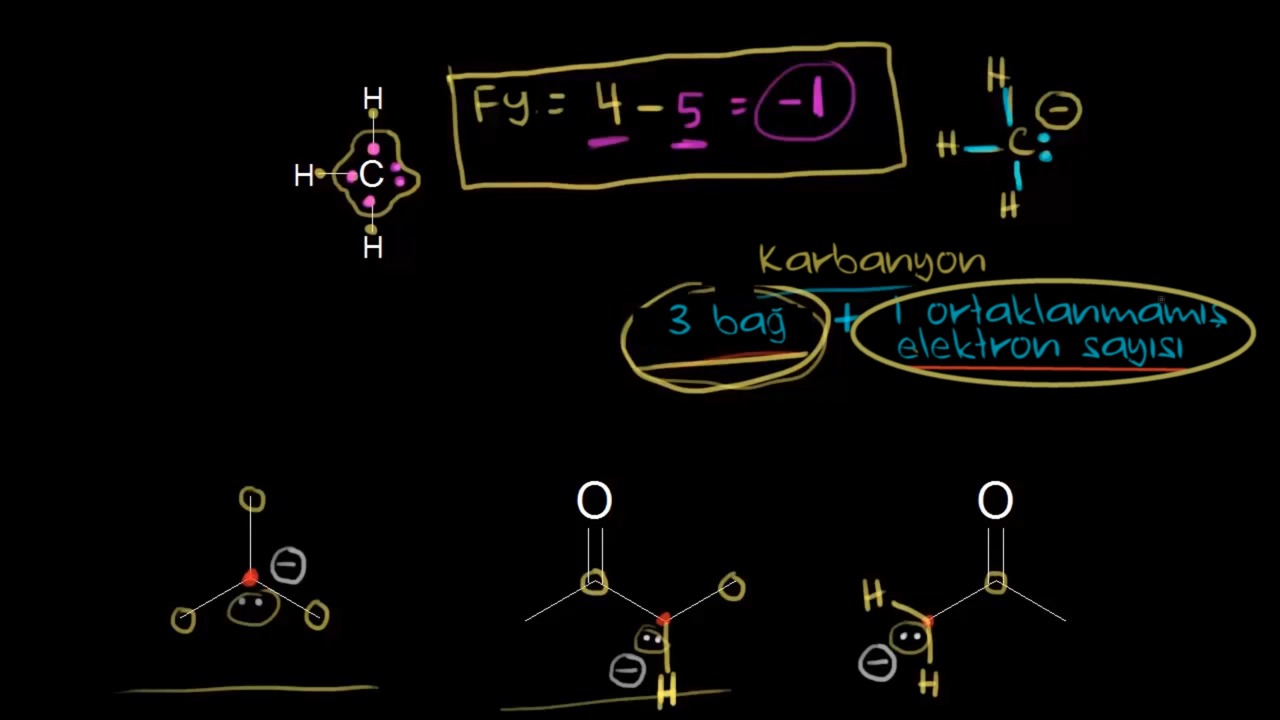 H
H C
H
Fy. = 4 - 5 = -1
H
H C : -
H
Karbanyon
3 bağ + 1 ortaklanmamış
elektron sayısı
-
O
- H
O
H
- H